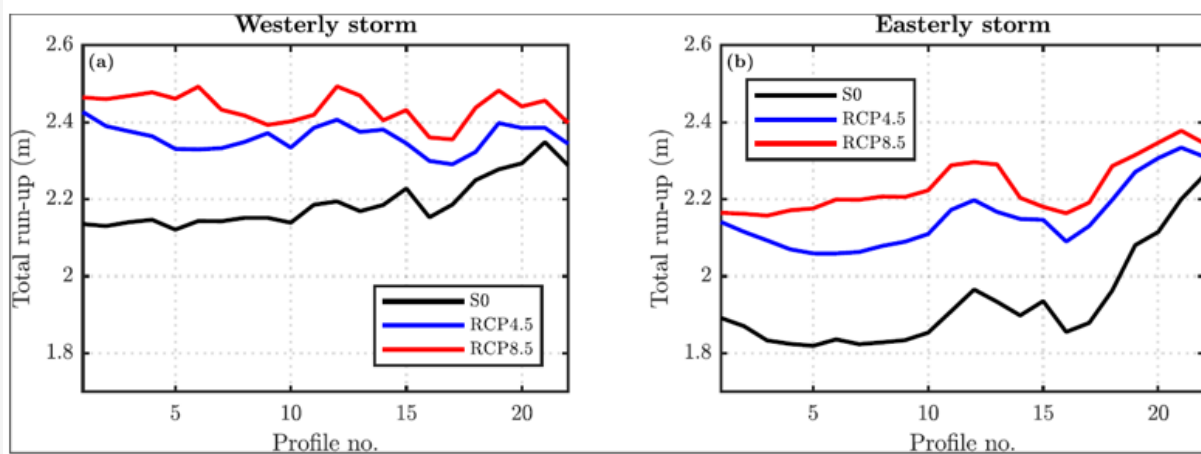 Westerly storm
(a)
2.6
2.4
2.2
2
1.8
Total run-up (m)
S0
RCP4.5
RCP8.5
5
10
15
20
Profile no.
Easterly storm
(b)
2.6
2.4
2.2
2
1.8
Total run-up (m)
S0
RCP4.5
RCP8.5
5
10
15
20
Profile no.